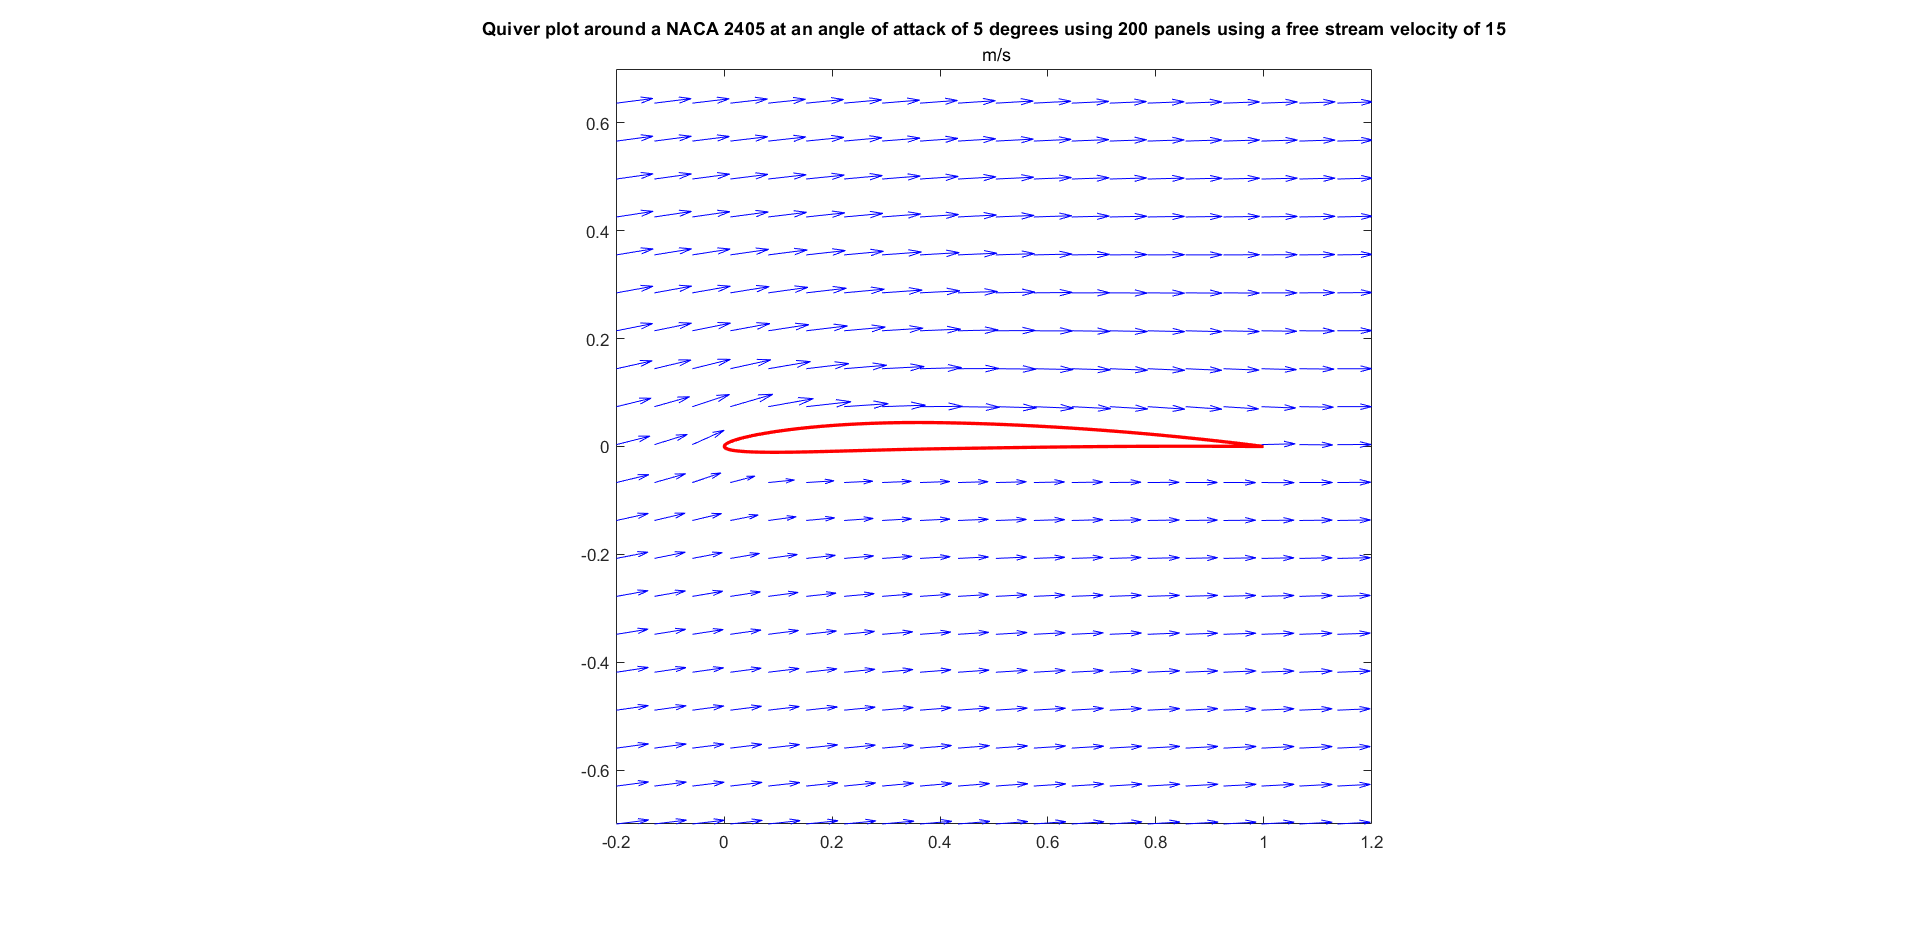 Quiver plot around a NACA 2405 at an angle of attack of 5 degrees using 200 panels using a free stream velocity of 15
m/s
0.6
0.4
0.2
0
-0.2
-0.4
-0.6
-0.2 0 0.2 0.4 0.6 0.8 1 1.2